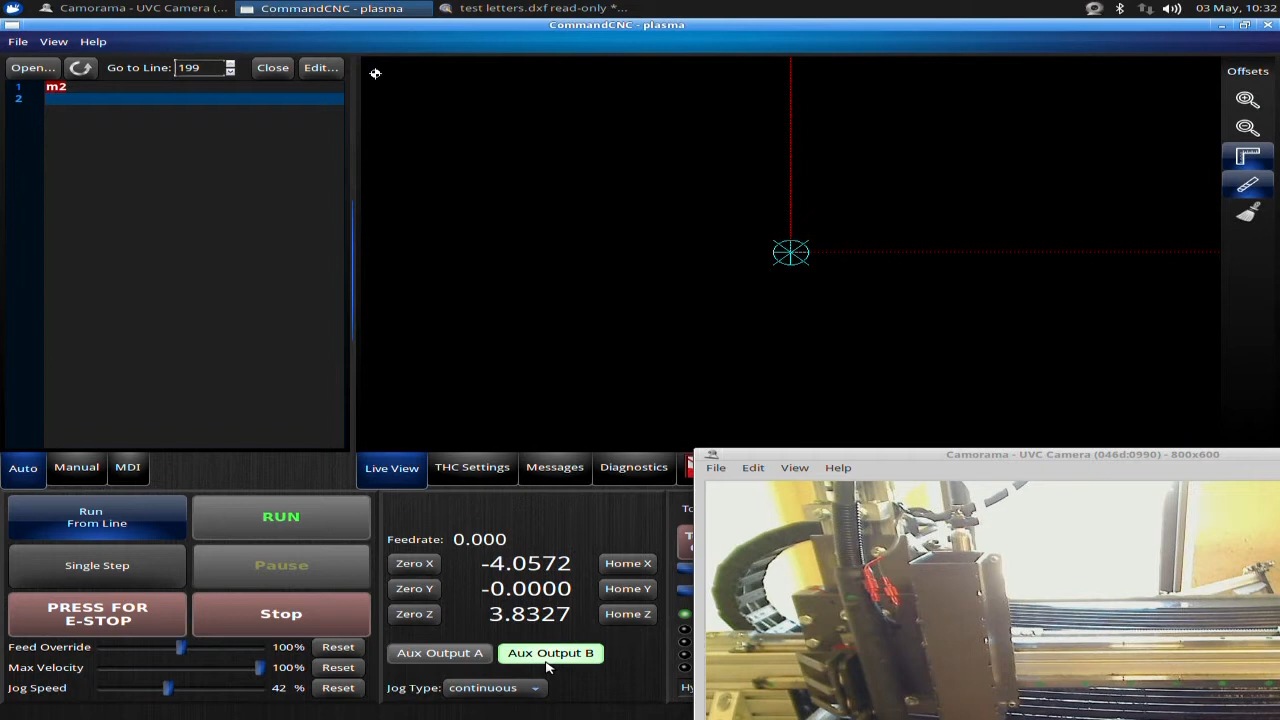 Camorama - UVC Camera (...
CommandCNC - plasma
test letters.dxf read-only *...
03 May, 10:32
CommandCNC - plasma
File View Help
Open... Go to Line: 199 Close Edit...
Offsets
1 m2
2
Auto Manual MDI
Live View THC Settings Messages Diagnostics
Camorama - UVC Camera (046d:0990) - 800x600
File Edit View Help
Run
From Line
RUN
Single Step
Pause
PRESS FOR
E-STOP
Stop
Feed Override 100% Reset
Max Velocity 100% Reset
Jog Speed 42 % Reset
Feedrate: 0.000
Zero X -4.0572 Home X
Zero Y -0.0000 Home Y
Zero Z 3.8327 Home Z
Aux Output A Aux Output B
Jog Type: continuous